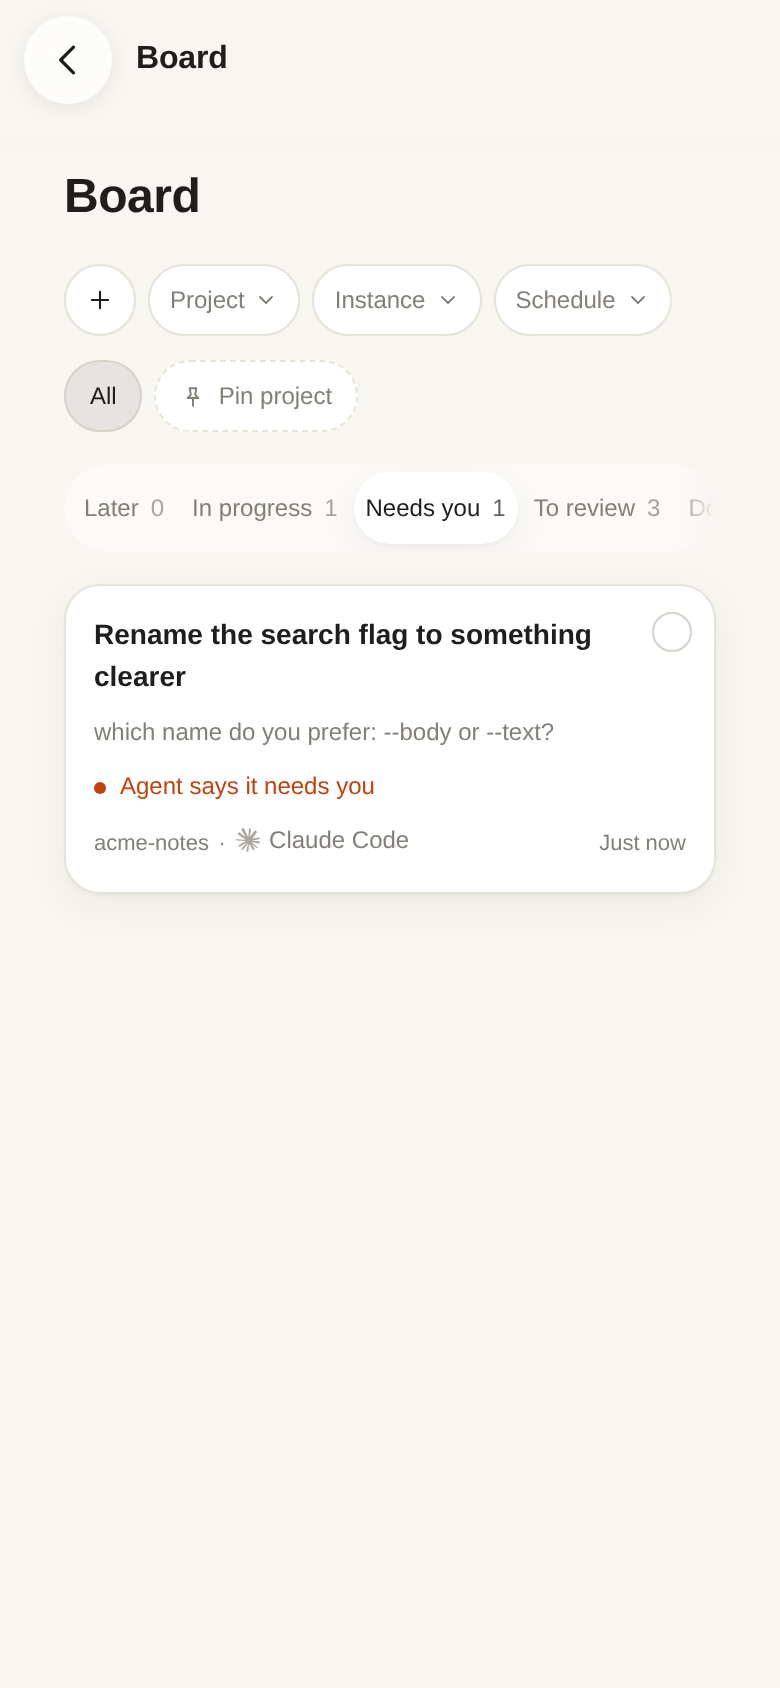 Board
Board
Project
Instance
Schedule
All
Pin project
Later 0
In progress 1
Needs you 1
To review 3
Rename the search flag to something
clearer
which name do you prefer: --body or --text?
Agent says it needs you
acme-notes · Claude Code
Just now